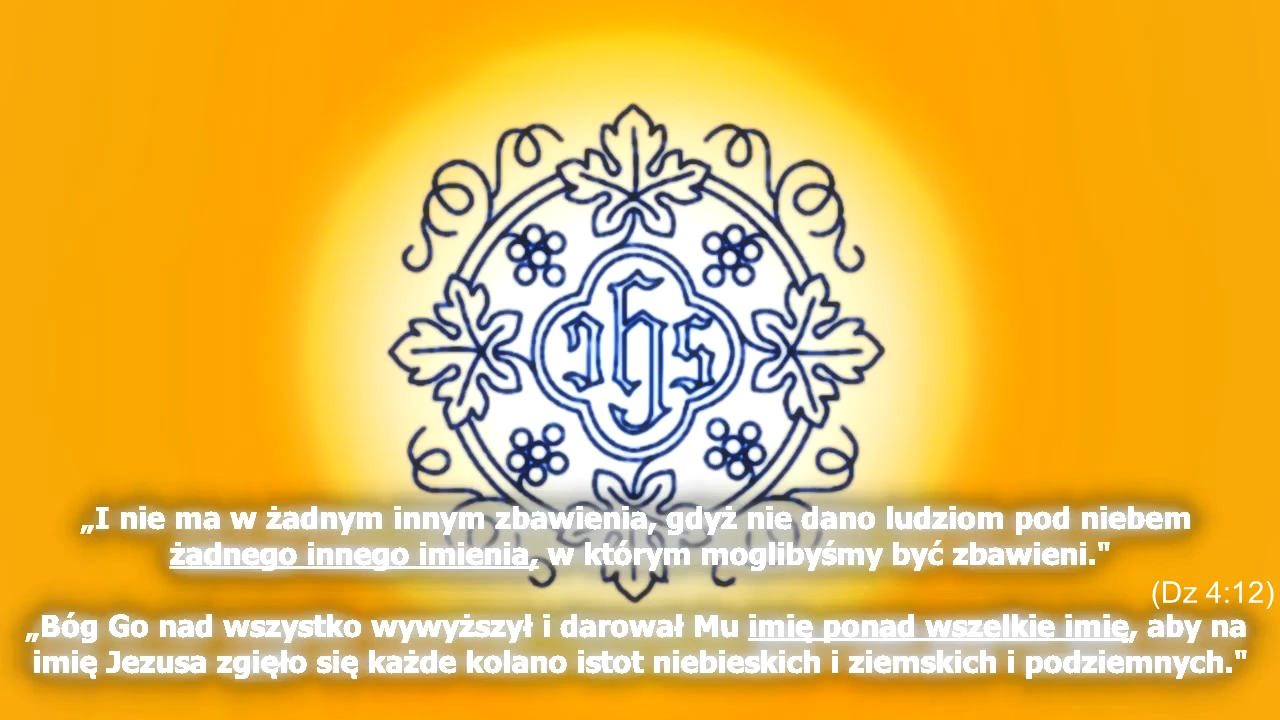 ihs
„I nie ma w żadnym innym zbawienia, gdyż nie dano ludziom pod niebem
żadnego innego imienia, w którym moglibyśmy być zbawieni."
(Dz 4:12)
„Bóg Go nad wszystko wywyższył i darował Mu imię ponad wszelkie imię, aby na
imię Jezusa zgięło się każde kolano istot niebieskich i ziemskich i podziemnych."